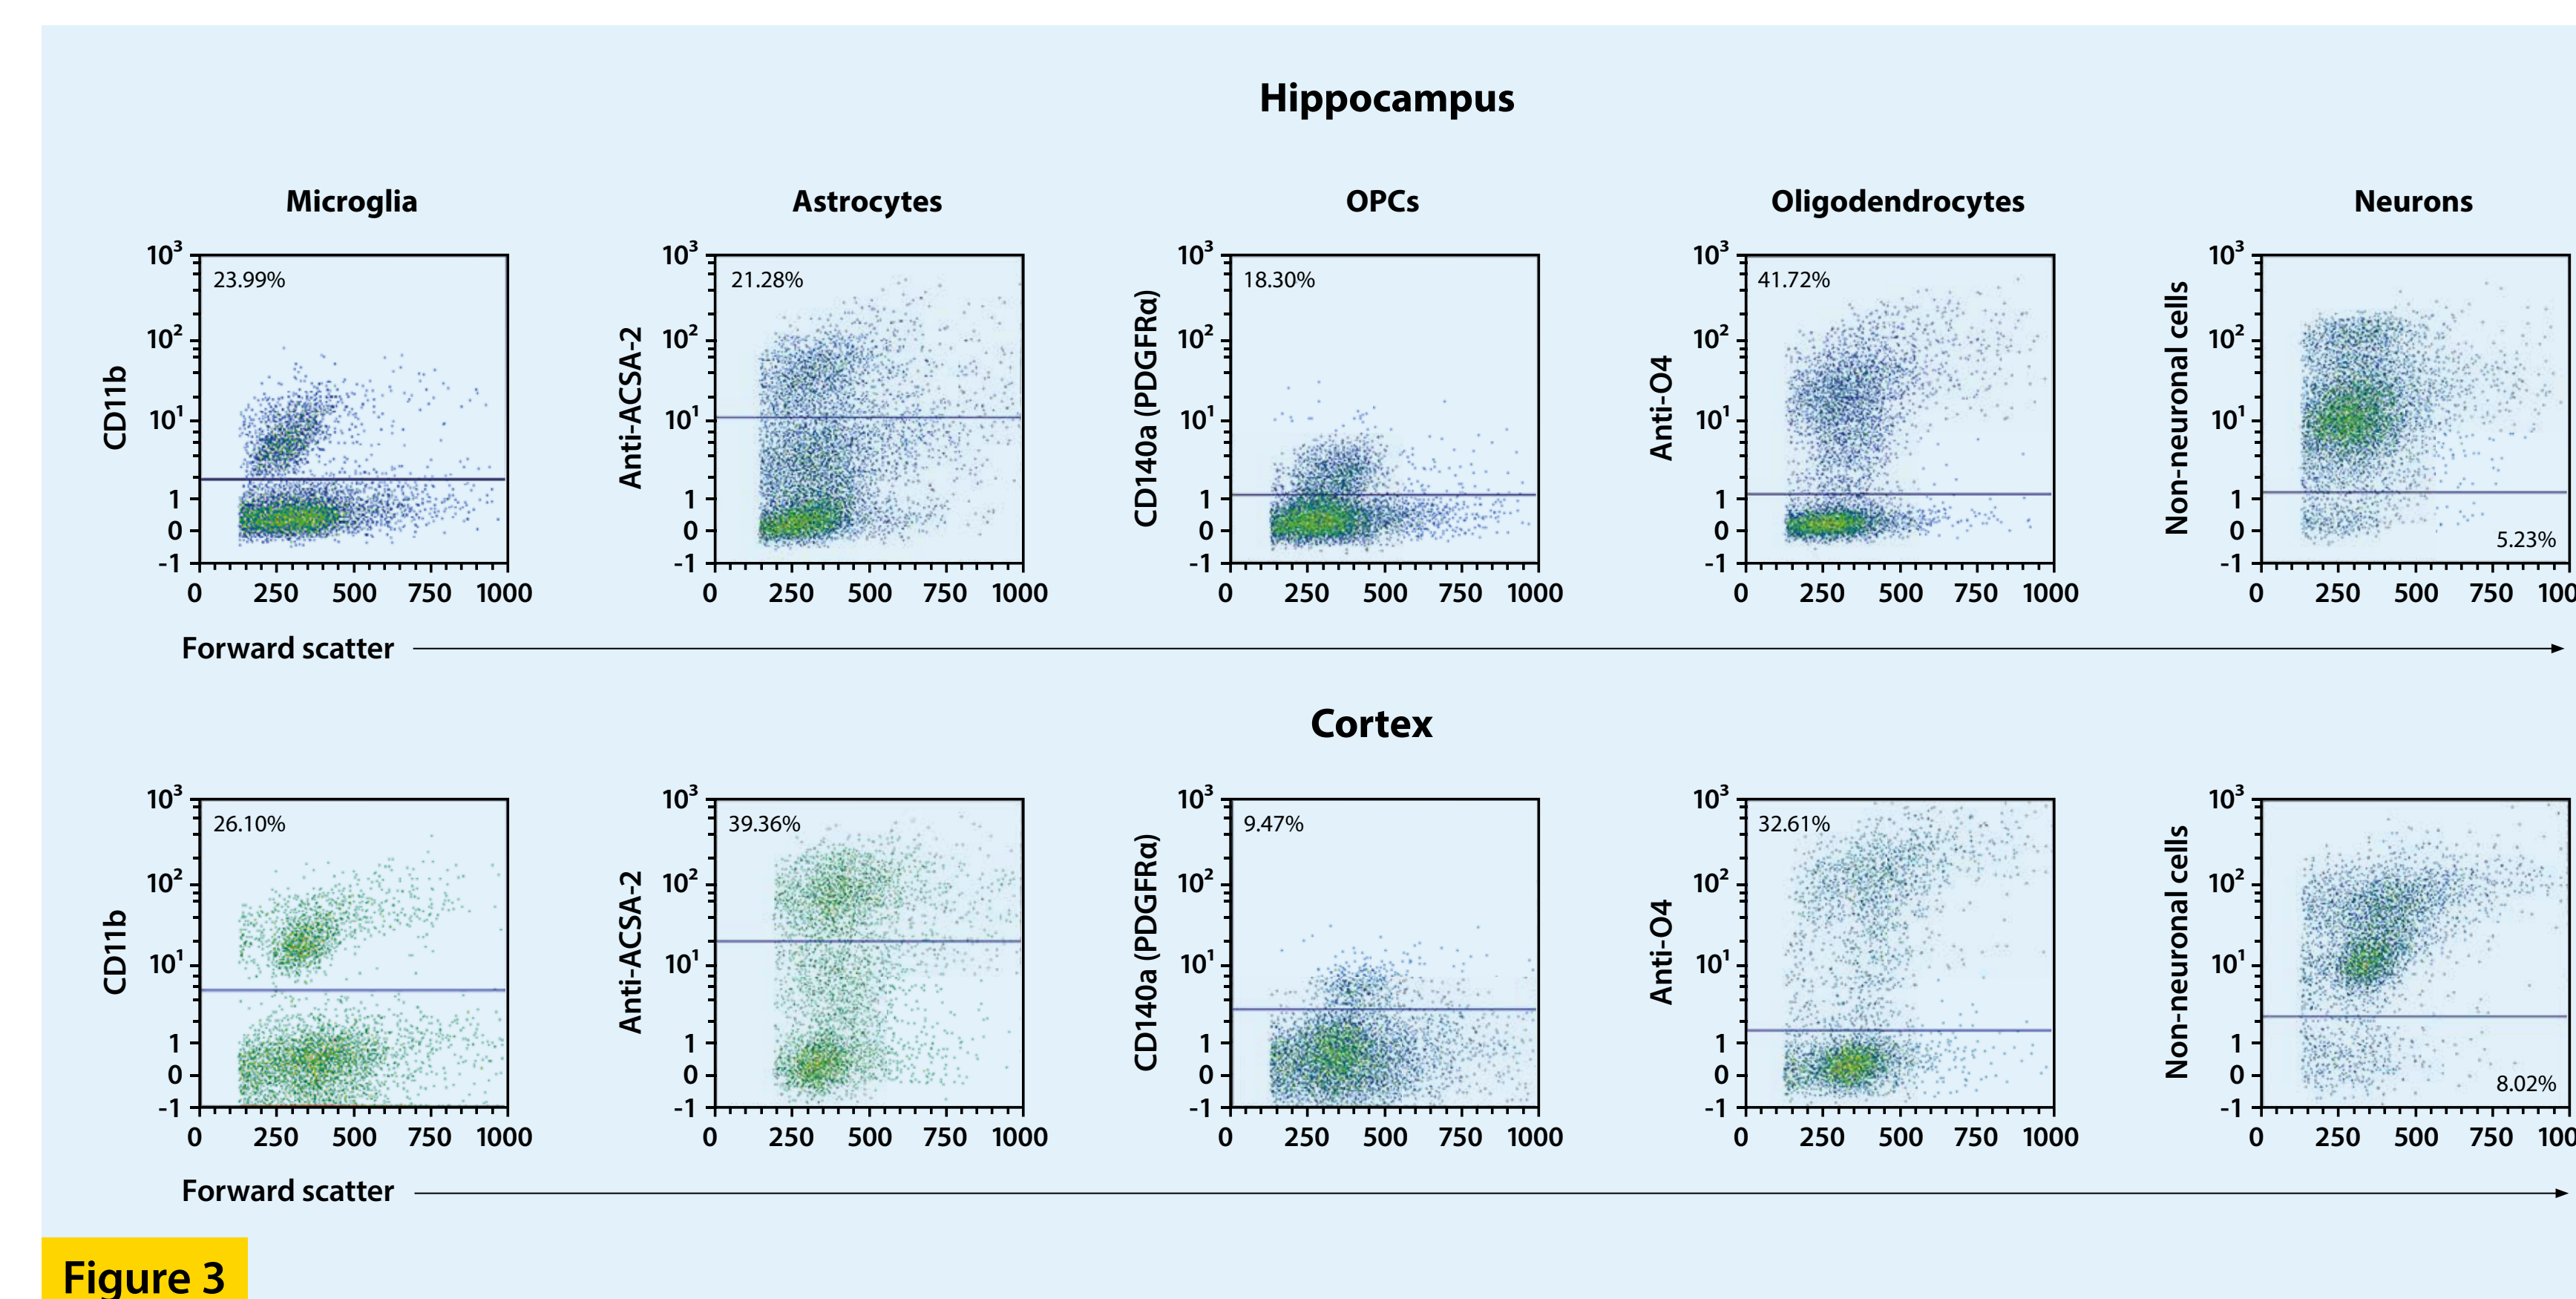 Hippocampus
Microglia Astrocytes OPCs Oligodendrocytes Neurons
CD11b
10³
10²
10¹
1
0
-1
23.99%
0 250 500 750 1000
Anti-ACSA-2
10³
10²
10¹
1
0
-1
21.28%
0 250 500 750 1000
CD140a (PDGFRα)
10³
10²
10¹
1
0
-1
18.30%
0 250 500 750 1000
Anti-O4
10³
10²
10¹
1
0
-1
41.72%
0 250 500 750 1000
Non-neuronal cells
10³
10²
10¹
1
0
-1
5.23%
0 250 500 750 100
Forward scatter
Cortex
CD11b
10³
10²
10¹
1
0
-1
26.10%
0 250 500 750 1000
Anti-ACSA-2
10³
10²
10¹
1
0
-1
39.36%
0 250 500 750 1000
CD140a (PDGFRα)
10³
10²
10¹
1
0
-1
9.47%
0 250 500 750 1000
Anti-O4
10³
10²
10¹
1
0
-1
32.61%
0 250 500 750 1000
Non-neuronal cells
10³
10²
10¹
1
0
-1
8.02%
0 250 500 750 100
Forward scatter
Figure 3